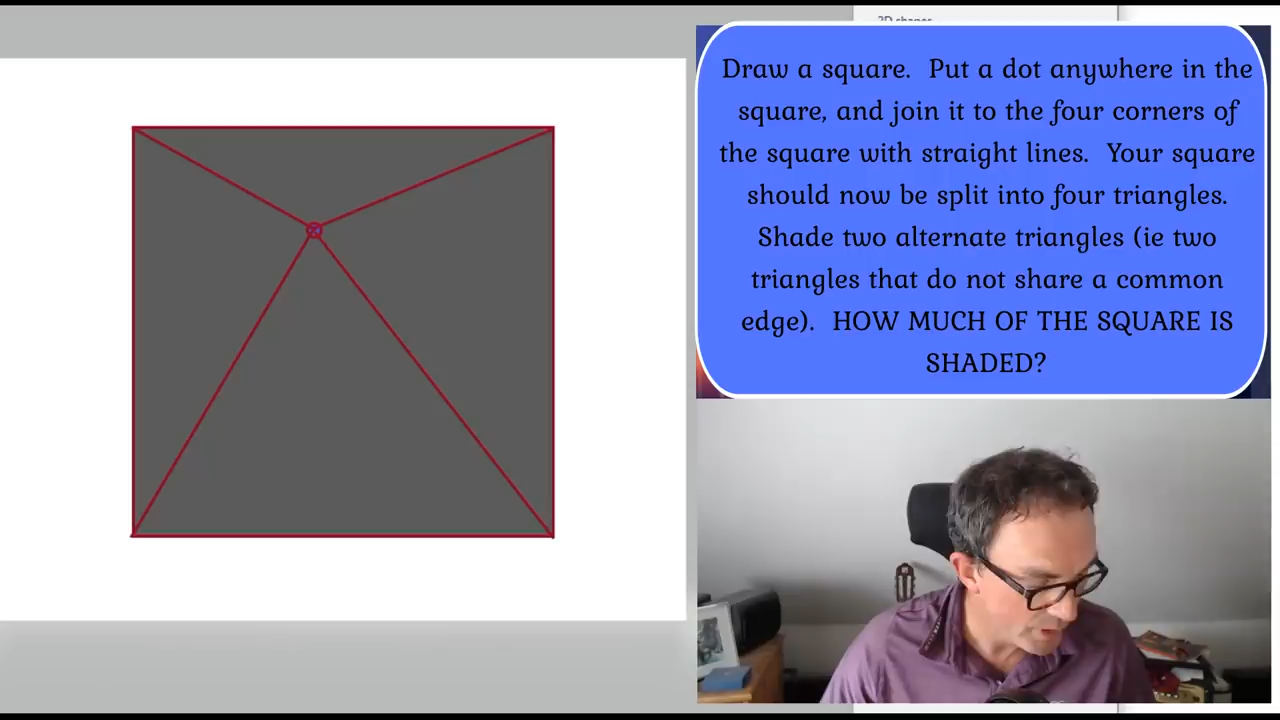 2D shapes
Draw a square.  Put a dot anywhere in the
square, and join it to the four corners of
the square with straight lines.  Your square
should now be split into four triangles.
Shade two alternate triangles (ie two
triangles that do not share a common
edge).  HOW MUCH OF THE SQUARE IS
SHADED?